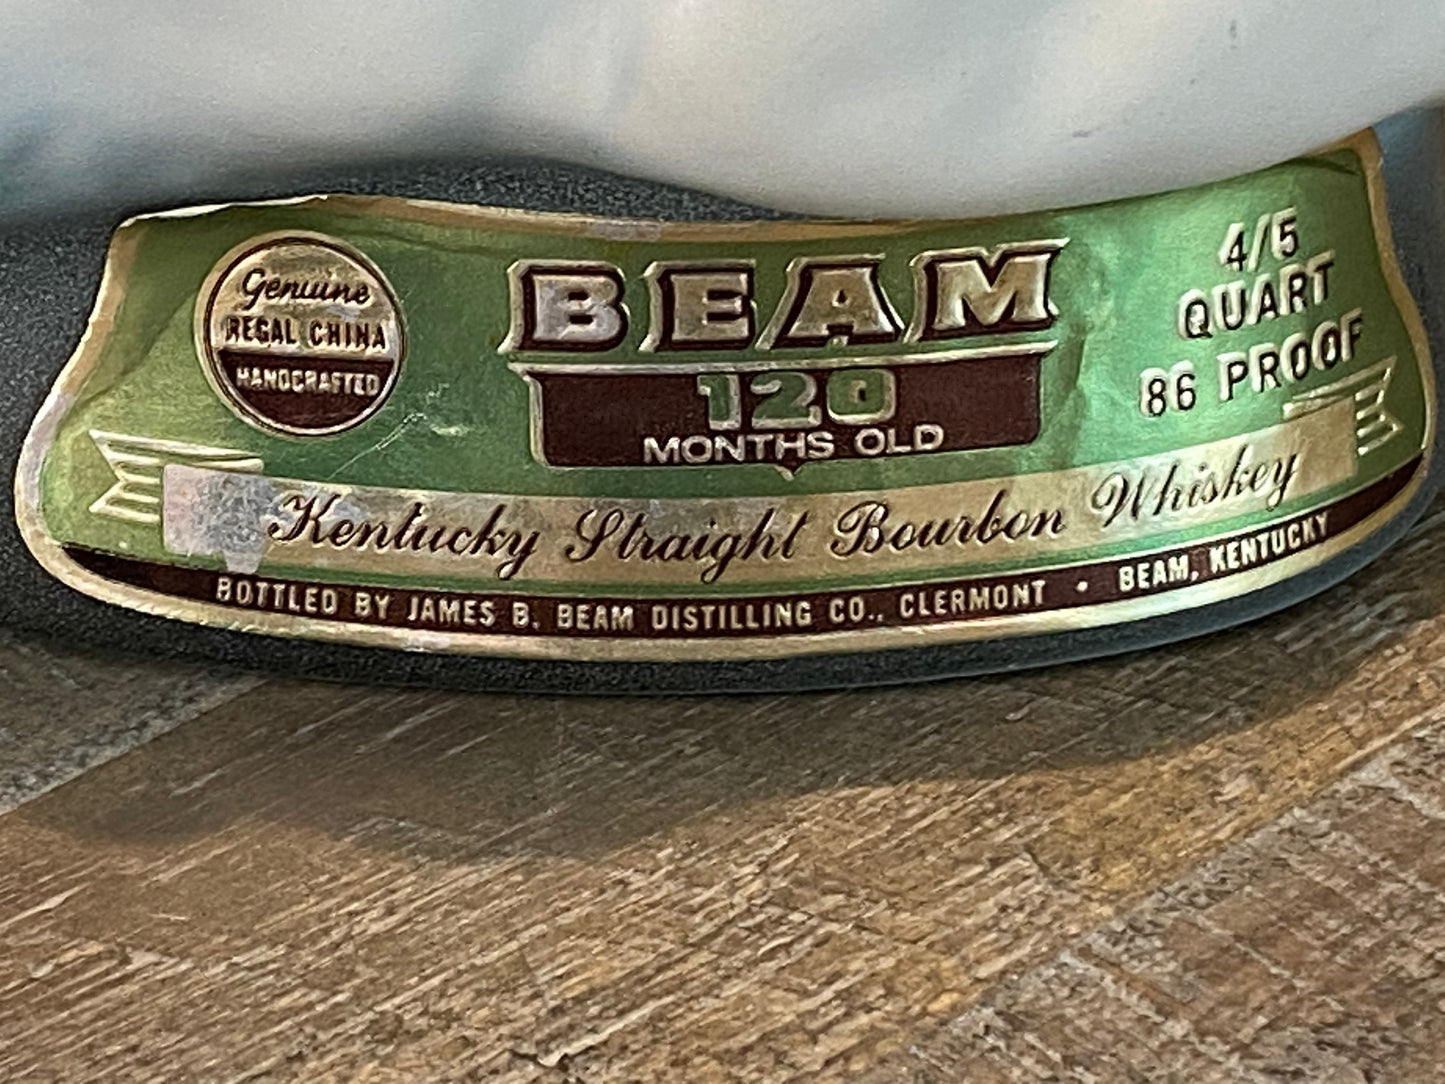 Genuine
REGAL CHINA
HANDCRAFTED
BEAM
120
MONTHS OLD
4/5
QUART
86 PROOF
Kentucky Straight Bourbon Whiskey
BOTTLED BY JAMES B. BEAM DISTILLING CO., CLERMONT • BEAM, KENTUCKY